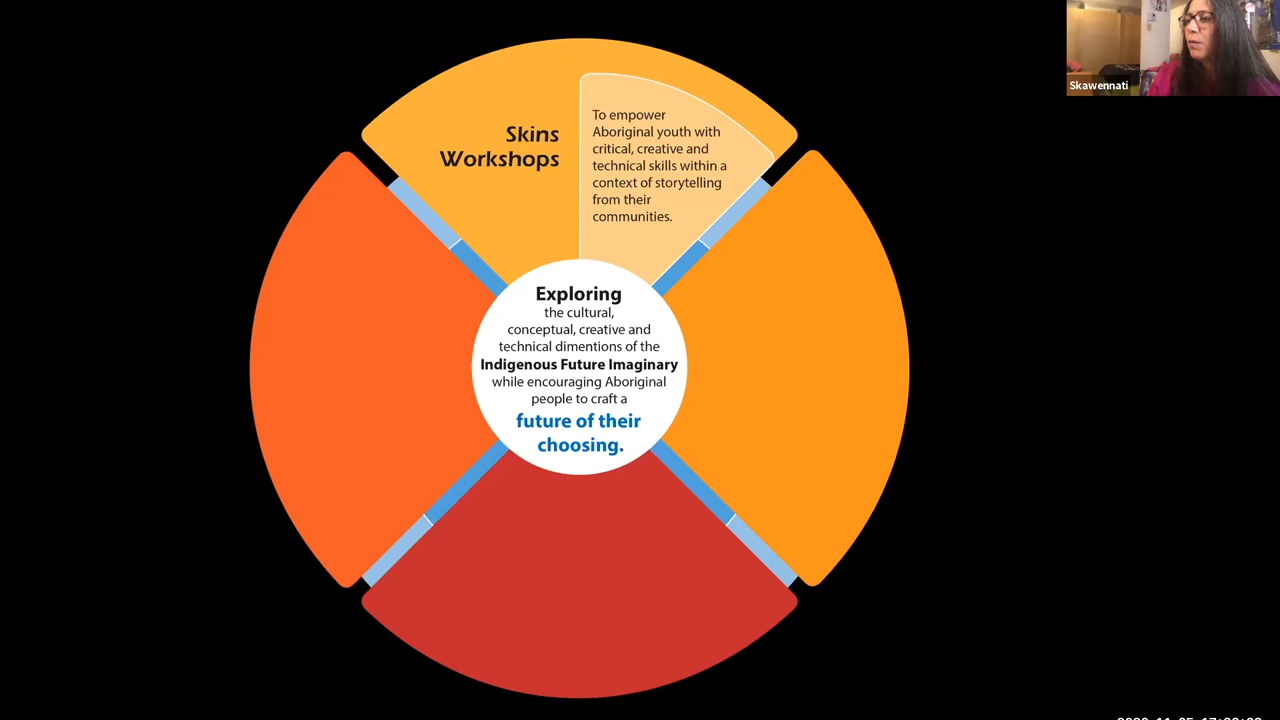 Skins
Workshops
To empower
Aboriginal youth with
critical, creative and
technical skills within a
context of storytelling
from their
communities.
Exploring
the cultural,
conceptual, creative and
technical dimentions of the
Indigenous Future Imaginary
while encouraging Aboriginal
people to craft a
future of their
choosing.
Skawennati